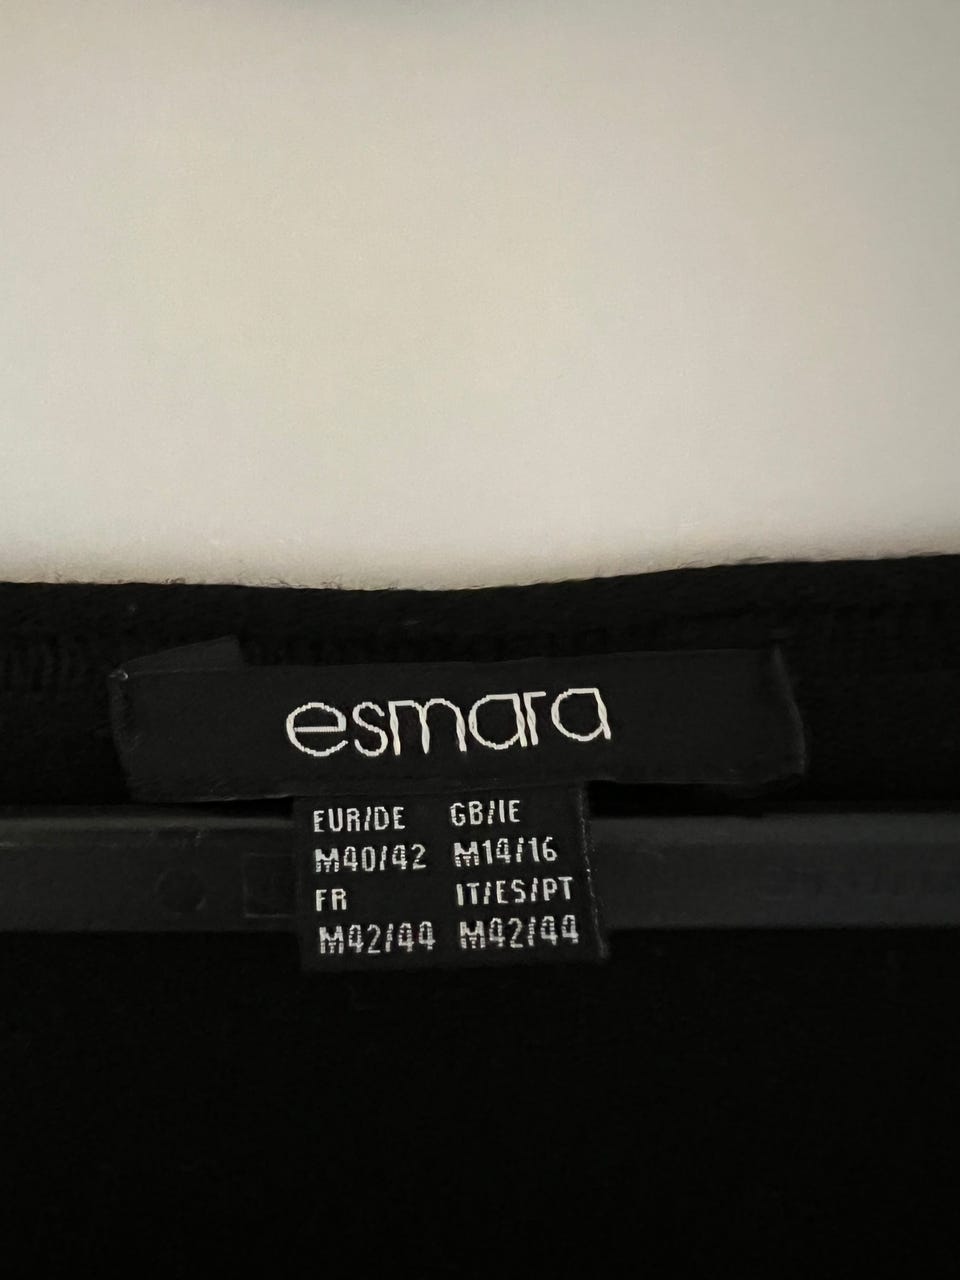 esmara
EUR/DE GB/IE
M40/42 M14/16
FR IT/ES/PT
M42/44 M42/44